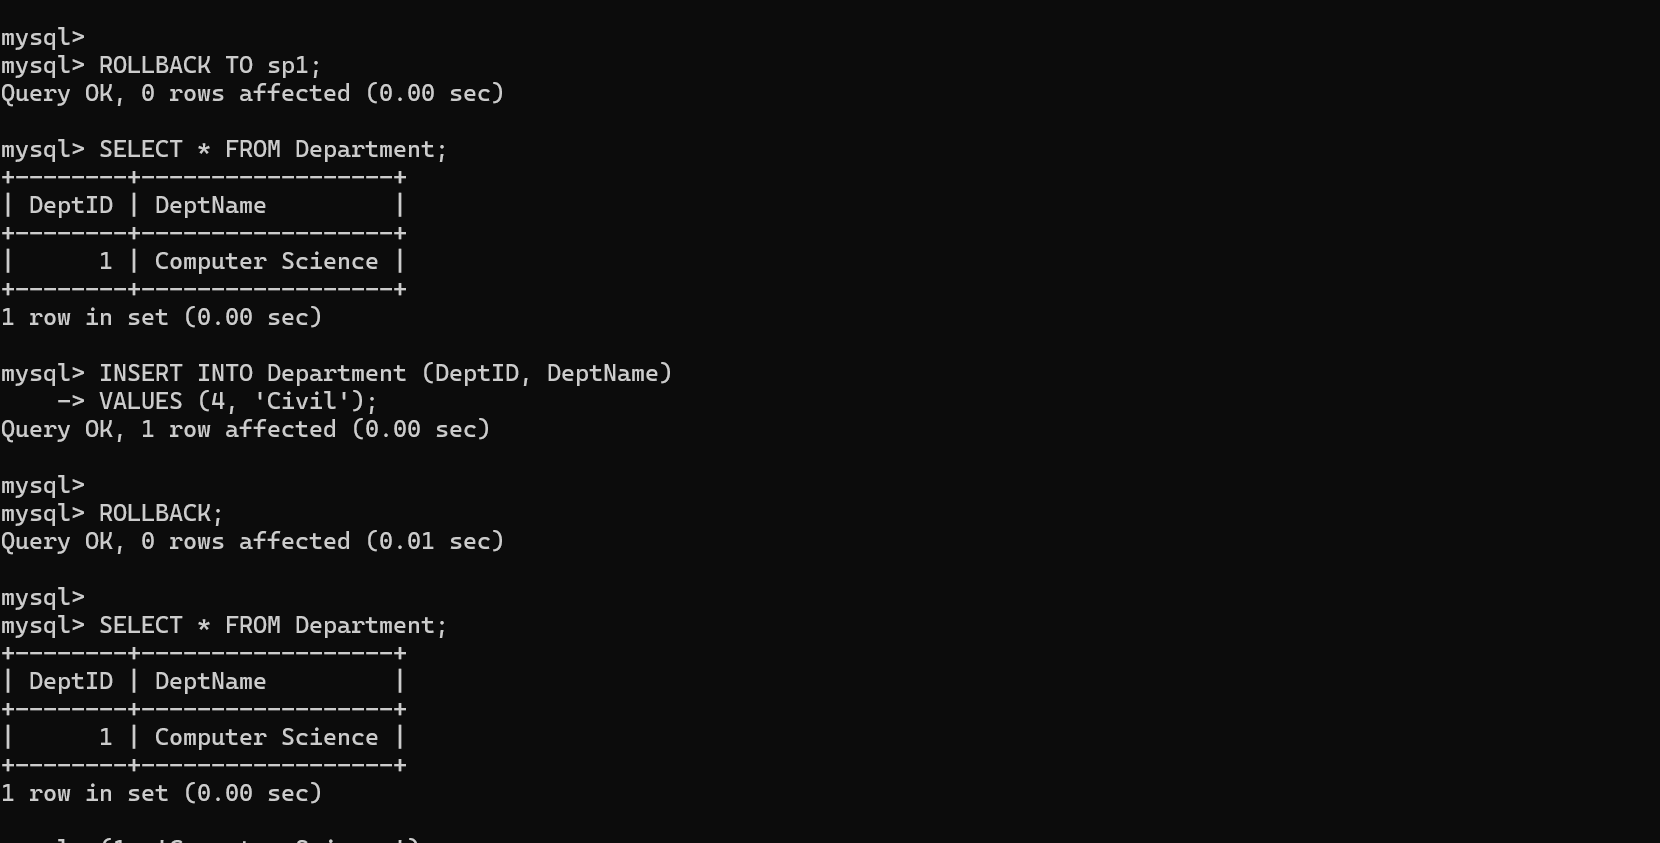 mysql>
mysql> ROLLBACK TO sp1;
Query OK, 0 rows affected (0.00 sec)
mysql> SELECT * FROM Department;
+--------+------------------+
| DeptID | DeptName         |
+--------+------------------+
|      1 | Computer Science |
+--------+------------------+
1 row in set (0.00 sec)
mysql> INSERT INTO Department (DeptID, DeptName)
    -> VALUES (4, 'Civil');
Query OK, 1 row affected (0.00 sec)
mysql>
mysql> ROLLBACK;
Query OK, 0 rows affected (0.01 sec)
mysql>
mysql> SELECT * FROM Department;
+--------+------------------+
| DeptID | DeptName         |
+--------+------------------+
|      1 | Computer Science |
+--------+------------------+
1 row in set (0.00 sec)